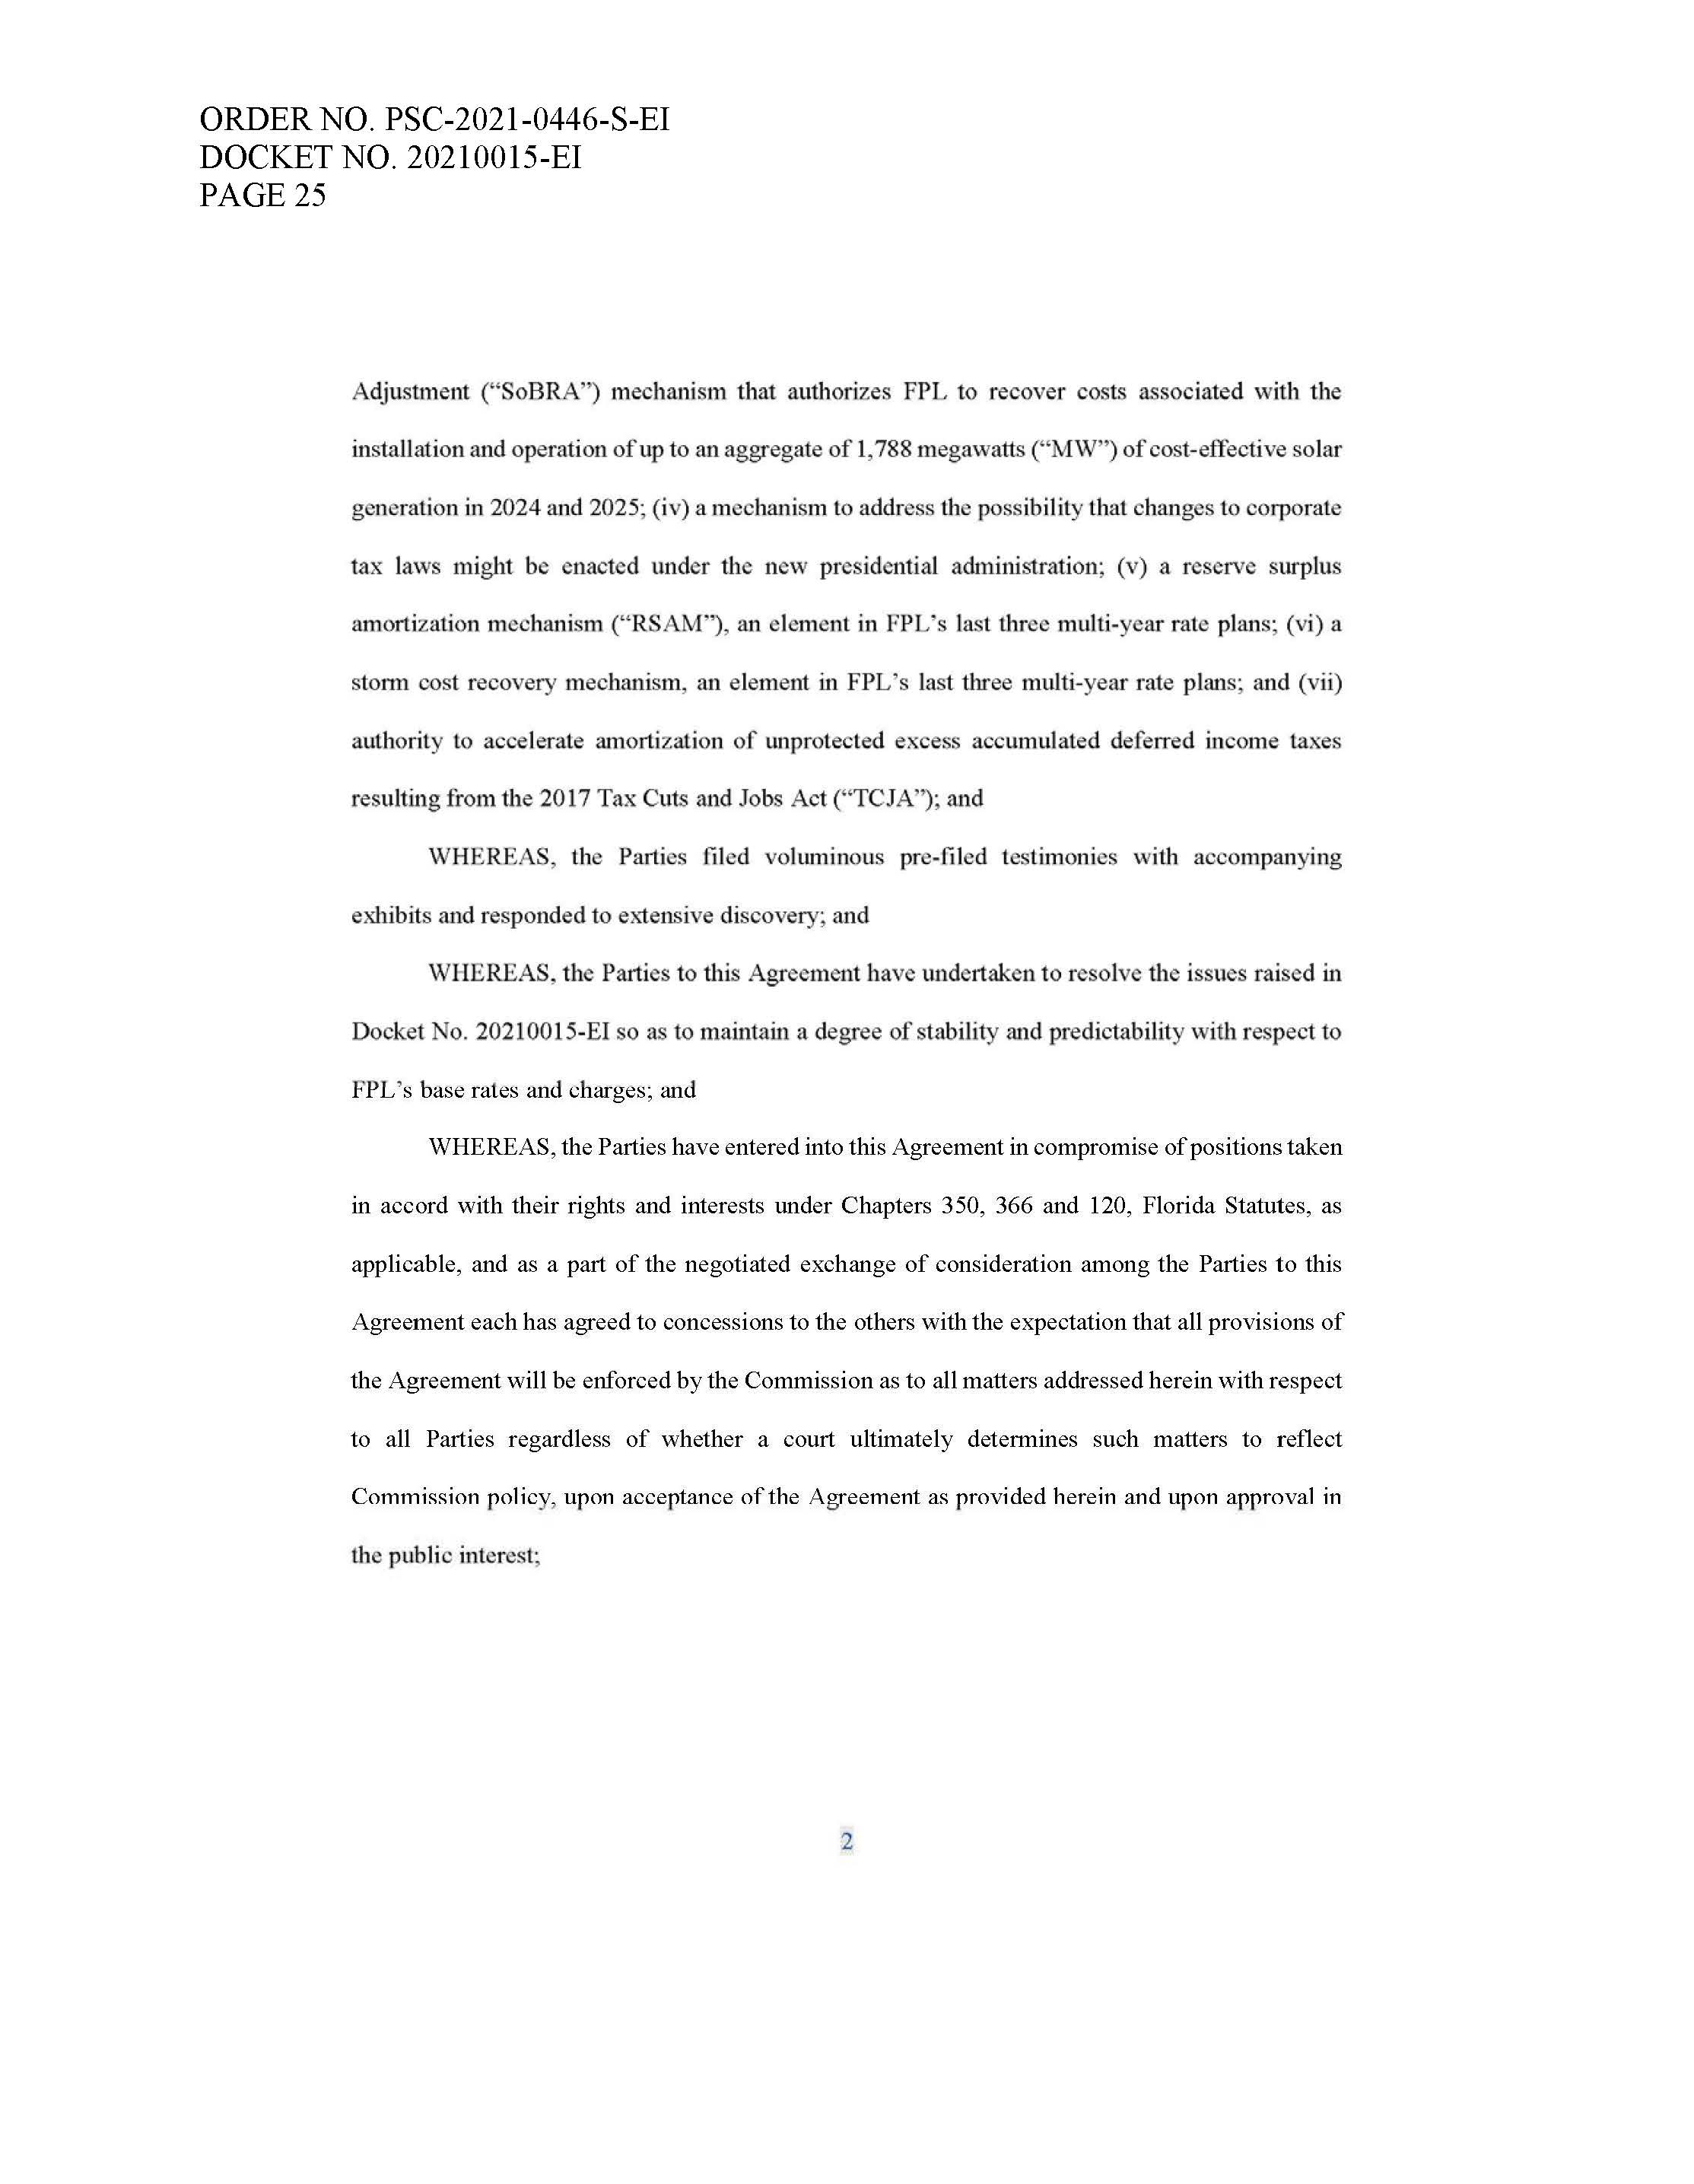 ORDER NO. PSC-2021-0446-S-EI
DOCKET NO. 20210015-EI
PAGE 25
Adjustment (“SoBRA”) mechanism that authorizes FPL to recover costs associated with the
installation and operation of up to an aggregate of 1,788 megawatts (“MW”) of cost-effective solar
generation in 2024 and 2025; (iv) a mechanism to address the possibility that changes to corporate
tax laws might be enacted under the new presidential administration; (v) a reserve surplus
amortization mechanism (“RSAM”), an element in FPL’s last three multi-year rate plans; (vi) a
storm cost recovery mechanism, an element in FPL’s last three multi-year rate plans; and (vii)
authority to accelerate amortization of unprotected excess accumulated deferred income taxes
resulting from the 2017 Tax Cuts and Jobs Act (“TCJA”); and
WHEREAS, the Parties filed voluminous pre-filed testimonies with accompanying
exhibits and responded to extensive discovery; and
WHEREAS, the Parties to this Agreement have undertaken to resolve the issues raised in
Docket No. 20210015-EI so as to maintain a degree of stability and predictability with respect to
FPL’s base rates and charges; and
WHEREAS, the Parties have entered into this Agreement in compromise of positions taken
in accord with their rights and interests under Chapters 350, 366 and 120, Florida Statutes, as
applicable, and as a part of the negotiated exchange of consideration among the Parties to this
Agreement each has agreed to concessions to the others with the expectation that all provisions of
the Agreement will be enforced by the Commission as to all matters addressed herein with respect
to all Parties regardless of whether a court ultimately determines such matters to reflect
Commission policy, upon acceptance of the Agreement as provided herein and upon approval in
the public interest;
2